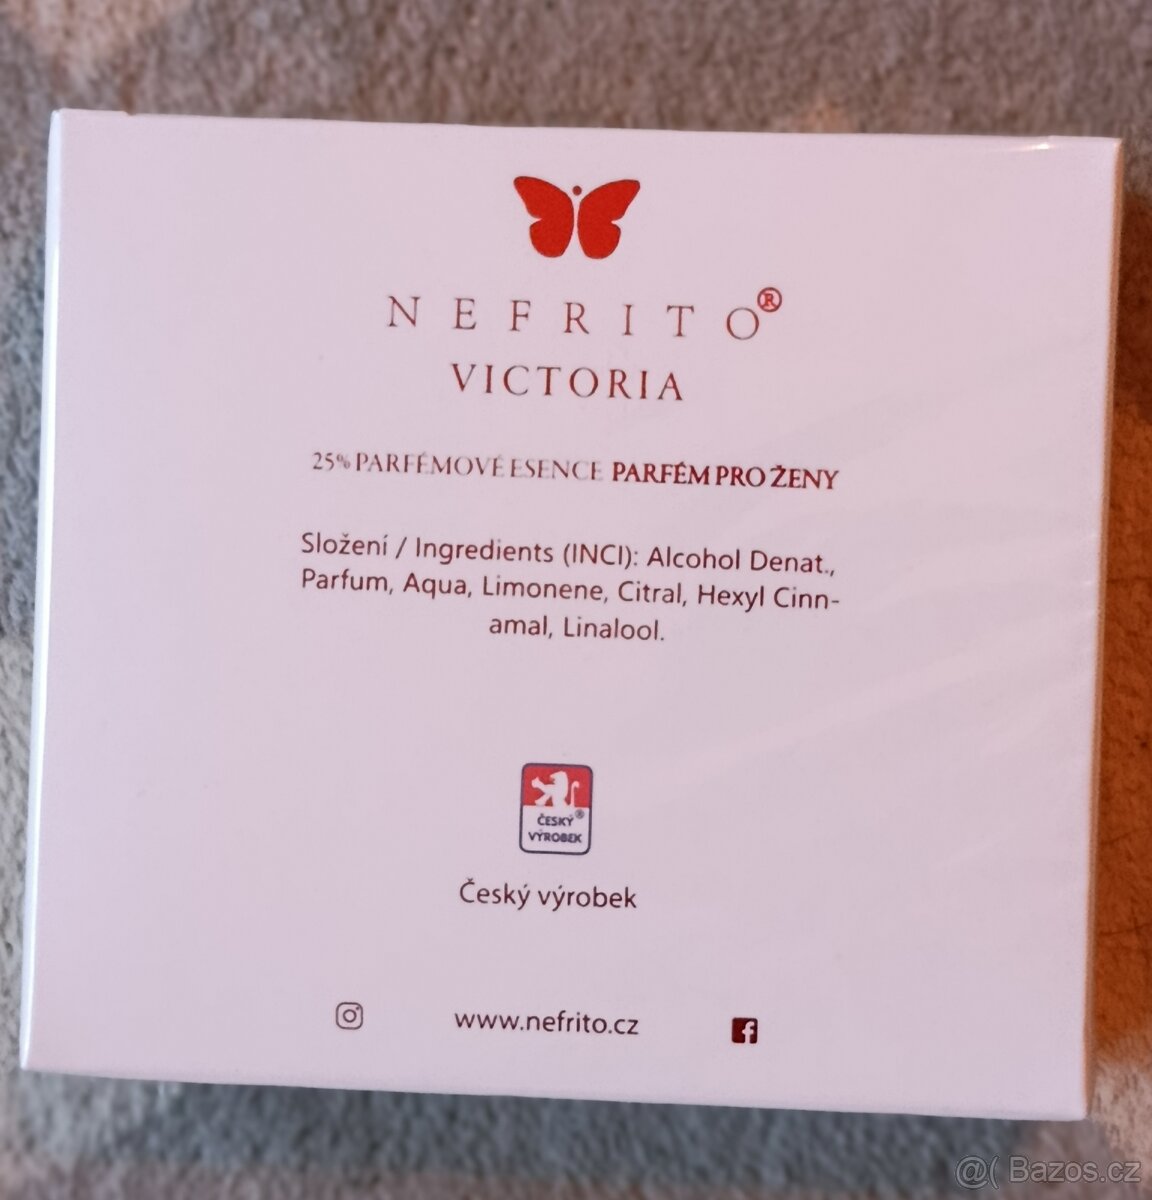 NEFRITO®
VICTORIA
25% PARFÉMOVÉ ESENCE PARFÉM PRO ŽENY
Složení / Ingredients (INCI): Alcohol Denat.,
Parfum, Aqua, Limonene, Citral, Hexyl Cinn-
amal, Linalool.
ČESKÝ®
VÝROBEK
Český výrobek
www.nefrito.cz
@( Bazos.cz